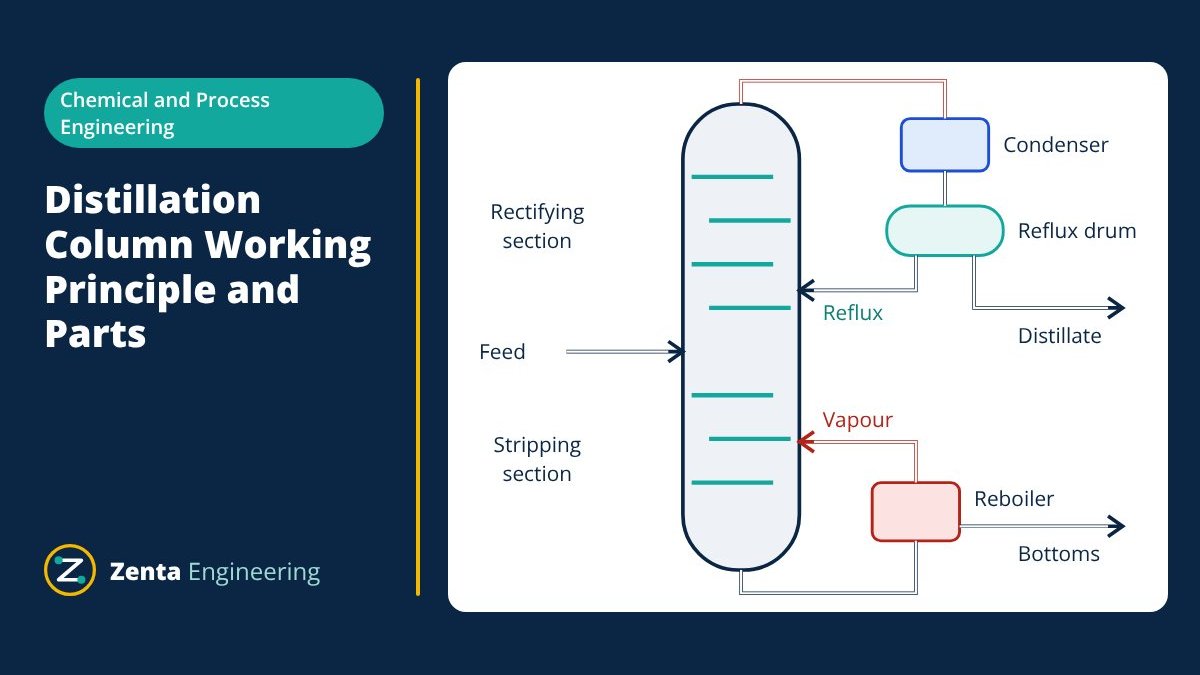 Chemical and Process
Engineering
Distillation
Column Working
Principle and
Parts
Zenta Engineering
Rectifying
section
Feed
Stripping
section
Condenser
Reflux drum
Reflux
Distillate
Vapour
Reboiler
Bottoms